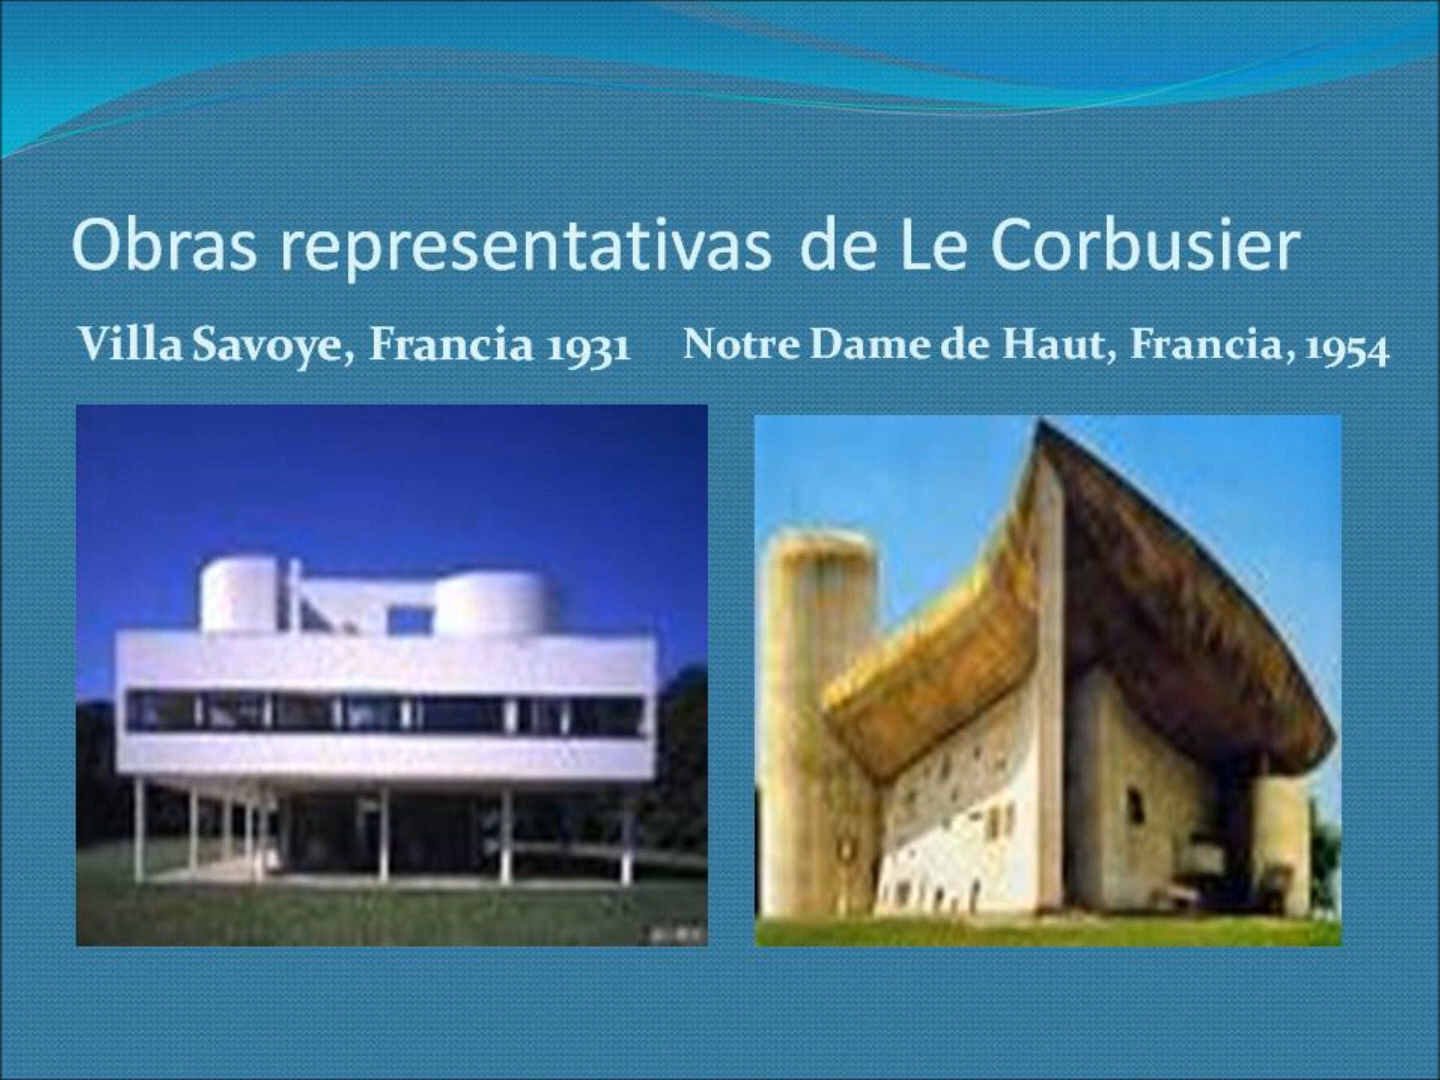 Obras representativas de Le Corbusier
Villa Savoye, Francia 1931
Notre Dame de Haut, Francia, 1954